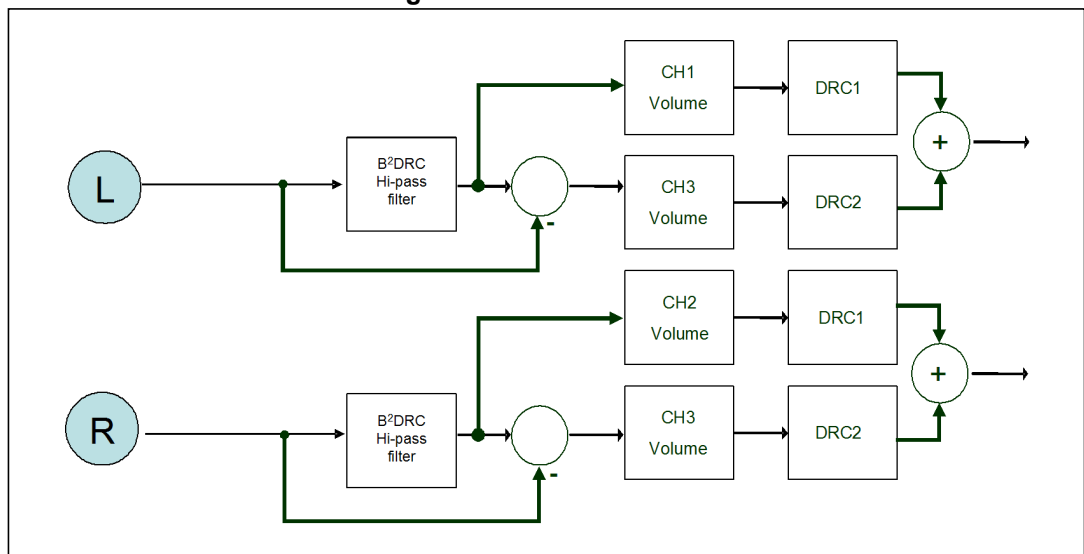 g
CH1
Volume
DRC1
+
L
B²DRC
Hi-pass
filter
-
CH3
Volume
DRC2
CH2
Volume
DRC1
+
R
B²DRC
Hi-pass
filter
-
CH3
Volume
DRC2